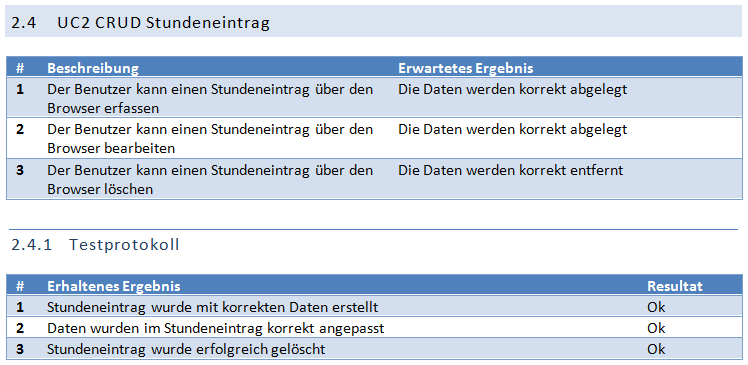 2.4 UC2 CRUD Stundeneintrag
# Beschreibung Erwartetes Ergebnis
1 Der Benutzer kann einen Stundeneintrag über den Die Daten werden korrekt abgelegt
Browser erfassen
2 Der Benutzer kann einen Stundeneintrag über den Die Daten werden korrekt abgelegt
Browser bearbeiten
3 Der Benutzer kann einen Stundeneintrag über den Die Daten werden korrekt entfernt
Browser löschen
2.4.1 Testprotokoll
# Erhaltenes Ergebnis Resultat
1 Stundeneintrag wurde mit korrekten Daten erstellt Ok
2 Daten wurden im Stundeneintrag korrekt angepasst Ok
3 Stundeneintrag wurde erfolgreich gelöscht Ok